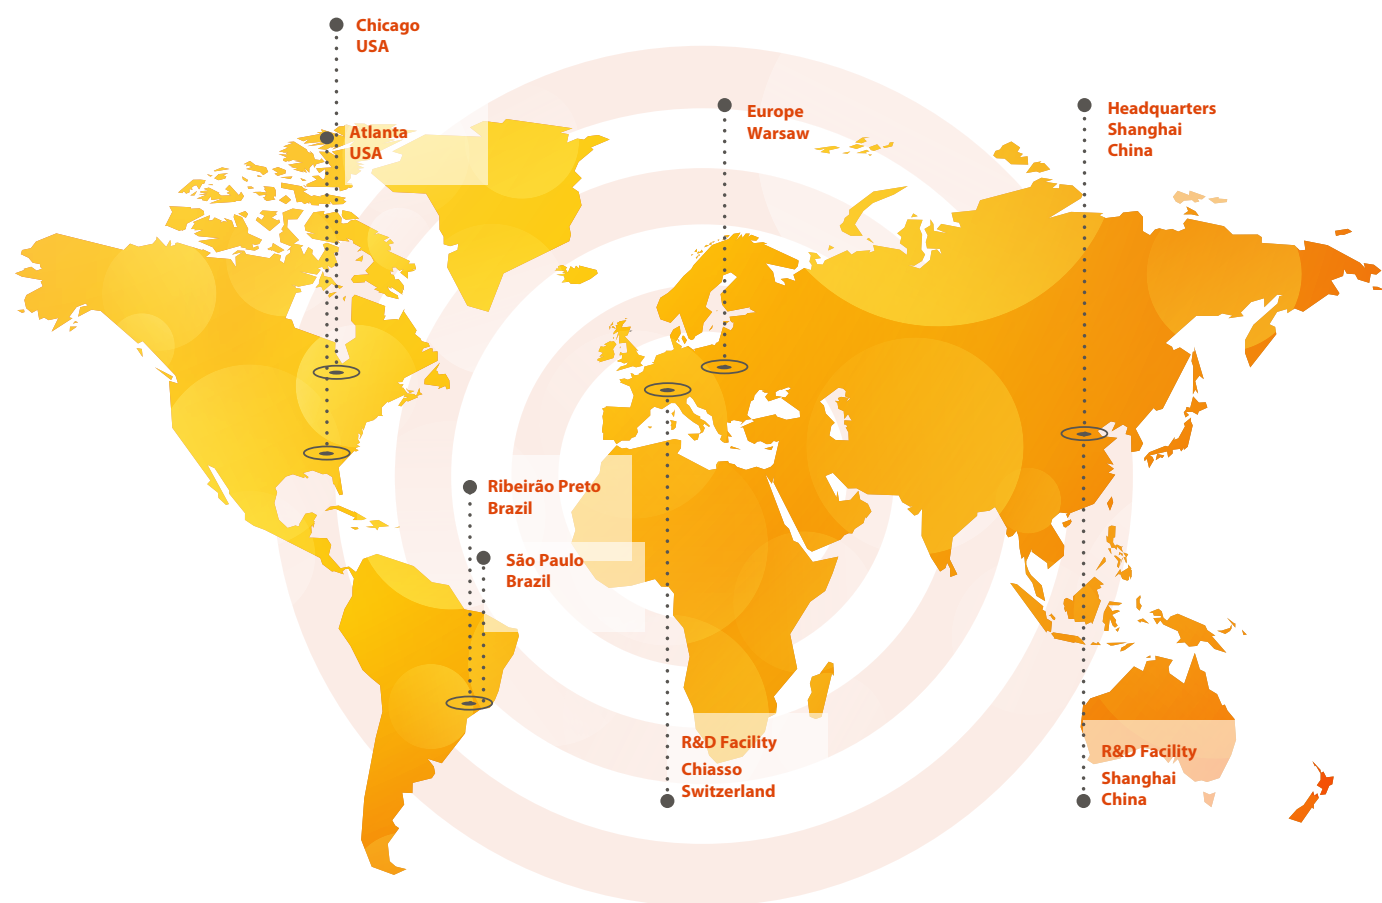 Chicago
USA
Atlanta
USA
Europe
Warsaw
Headquarters
Shanghai
China
Ribeirão Preto
Brazil
São Paulo
Brazil
R&D Facility
Chiasso
Switzerland
R&D Facility
Shanghai
China